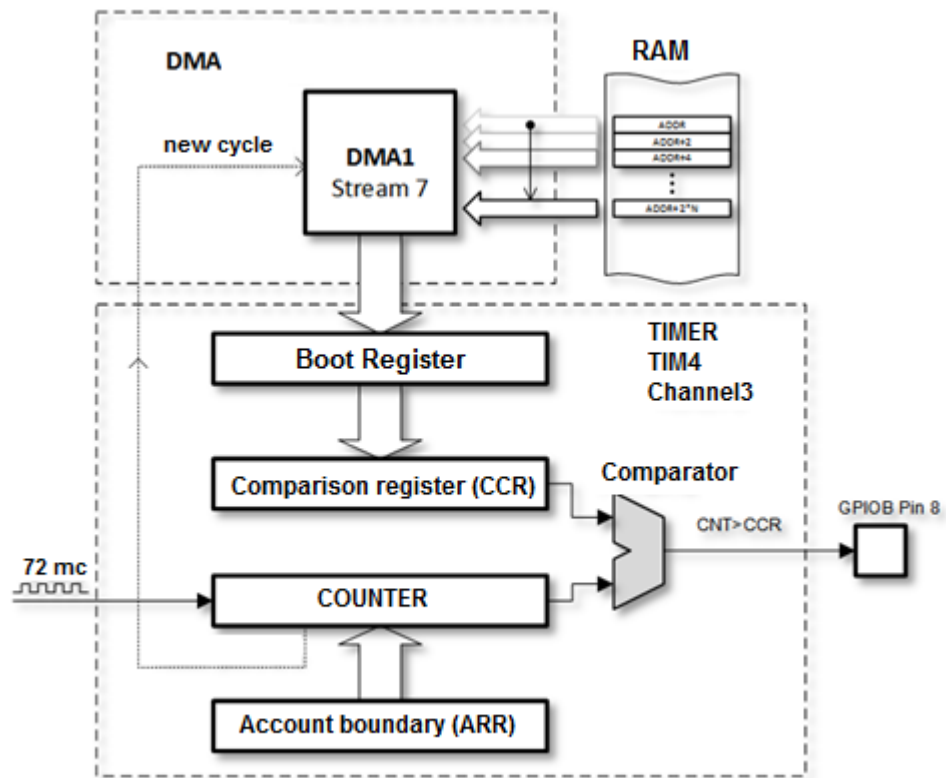 DMA
RAM
new cycle
DMA1
Stream 7
ADDR
ADDR+2
ADDR+4
ADDR+2*N
Boot Register
TIMER
TIM4
Channel3
Comparison register (CCR)
Comparator
CNT>CCR
GPIOB Pin 8
72 mc
COUNTER
Account boundary (ARR)